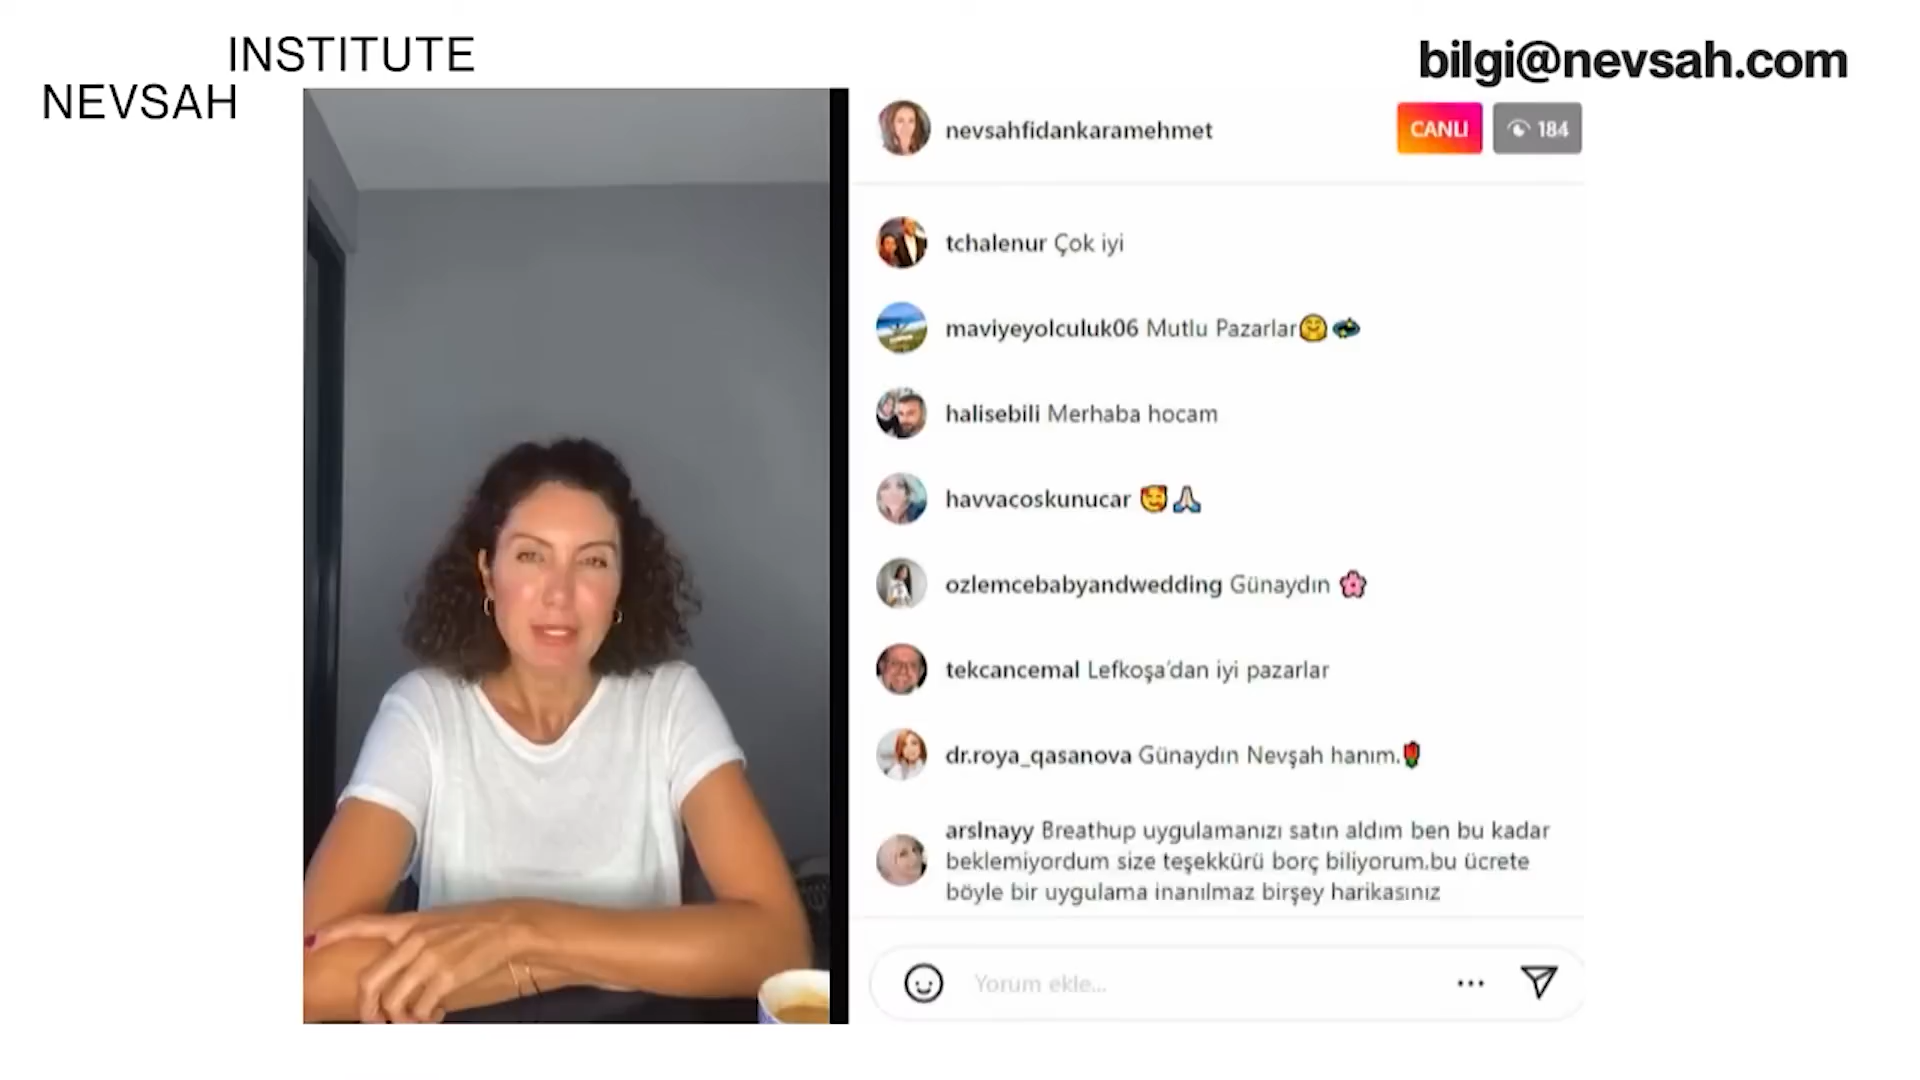 INSTITUTE
NEVSAH
bilgi@nevsah.com
nevsahfidankaramehmet
CANLI
184
tchalenur Çok iyi
maviyeyolculuk06 Mutlu Pazarlar🤗
halisebili Merhaba hocam
havvacoskunucar 🥰🙏🏻
ozlemcebabyandwedding Günaydın 🌸
tekcancemal Lefkoşa'dan iyi pazarlar
dr.roya_qasanova Günaydın Nevşah hanım.🌹
arslnayy Breathup uygulamanızı satın aldım ben bu kadar
beklemiyordum size teşekkürü borç biliyorum.bu ücrete
böyle bir uygulama inanılmaz birşey harikasınız
Yorum ekle...